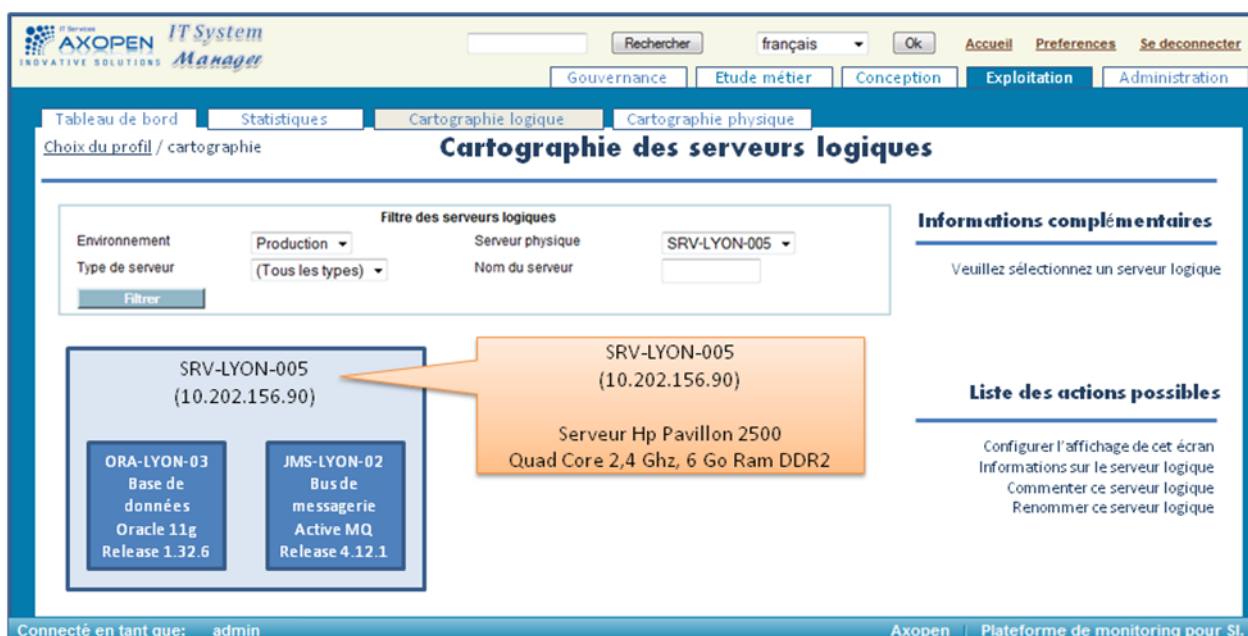 IT Services
AXOPEN
INOVATIVE SOLUTIONS
IT System
Manager
Rechercher français Ok Accueil Preferences Se deconnecter
Gouvernance Etude métier Conception Exploitation Administration
Tableau de bord Statistiques Cartographie logique Cartographie physique
Choix du profil / cartographie
Cartographie des serveurs logiques
Filtre des serveurs logiques
Environnement Production Serveur physique SRV-LYON-005
Type de serveur (Tous les types) Nom du serveur
Filtrer
Informations complémentaires
Veuillez sélectionnez un serveur logique
SRV-LYON-005
(10.202.156.90)
ORA-LYON-03
Base de
données
Oracle 11g
Release 1.32.6
JMS-LYON-02
Bus de
messagerie
Active MQ
Release 4.12.1
SRV-LYON-005
(10.202.156.90)
Serveur Hp Pavillon 2500
Quad Core 2,4 Ghz, 6 Go Ram DDR2
Liste des actions possibles
Configurer l'affichage de cet écran
Informations sur le serveur logique
Commenter ce serveur logique
Renommer ce serveur logique
Connecté en tant que: admin
Axopen | Plateforme de monitoring pour SI